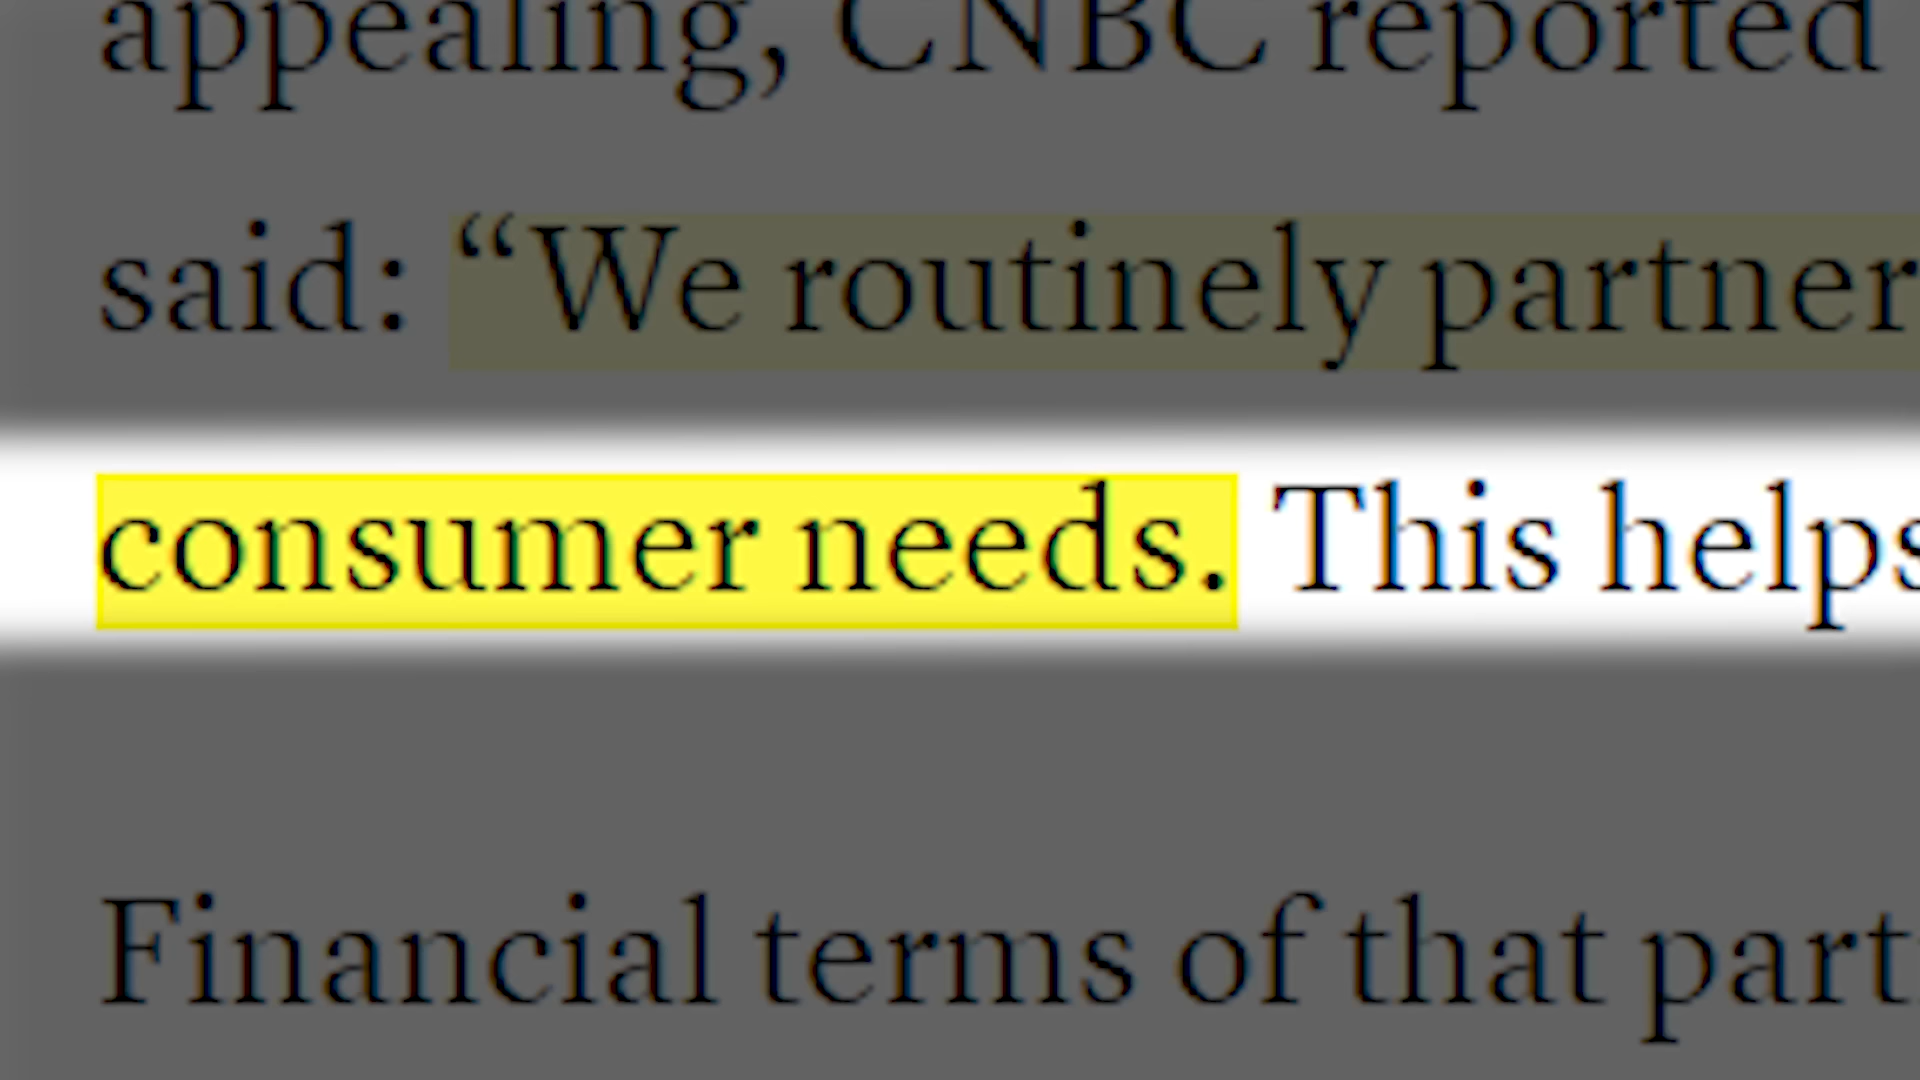 appealing, CNBC reported
said: “We routinely partner
consumer needs. This helps
Financial terms of that part